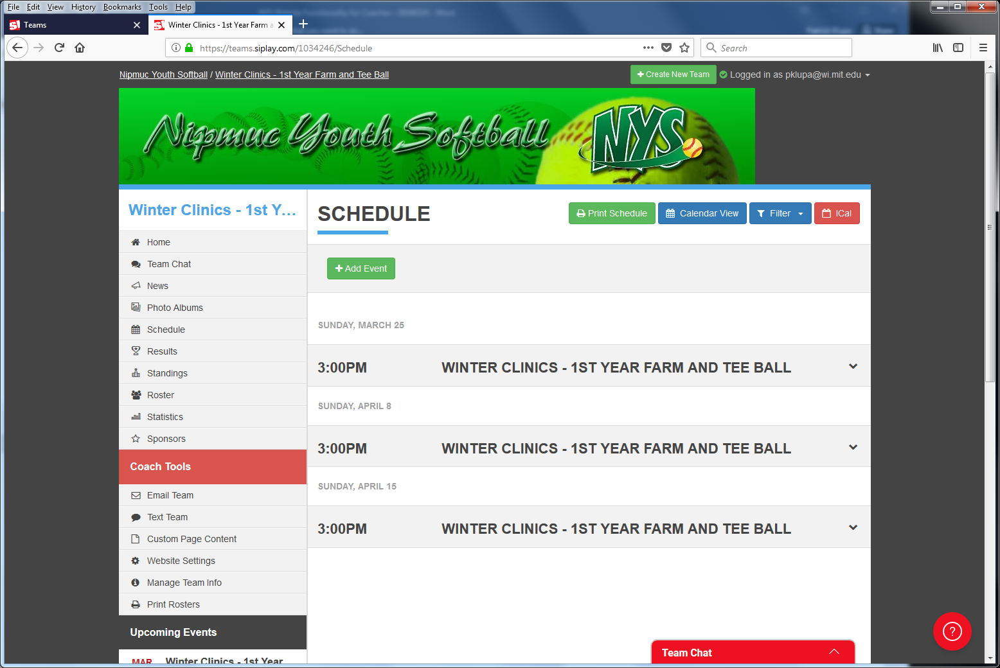 File Edit View History Bookmarks Tools Help
Teams
Winter Clinics - 1st Year Farm a
https://teams.siplay.com/1034246/Schedule
Search
Nipmuc Youth Softball / Winter Clinics - 1st Year Farm and Tee Ball
Create New Team
Logged in as pklupa@wi.mit.edu
Nipmuc Youth Softball
NYS
Winter Clinics - 1st Y...
Home
Team Chat
News
Photo Albums
Schedule
Results
Standings
Roster
Statistics
Sponsors
Coach Tools
Email Team
Text Team
Custom Page Content
Website Settings
Manage Team Info
Print Rosters
Upcoming Events
MAR
Winter Clinics - 1st Year
SCHEDULE
Print Schedule
Calendar View
Filter
ICal
Add Event
SUNDAY, MARCH 25
3:00PM WINTER CLINICS - 1ST YEAR FARM AND TEE BALL
SUNDAY, APRIL 8
3:00PM WINTER CLINICS - 1ST YEAR FARM AND TEE BALL
SUNDAY, APRIL 15
3:00PM WINTER CLINICS - 1ST YEAR FARM AND TEE BALL
Team Chat